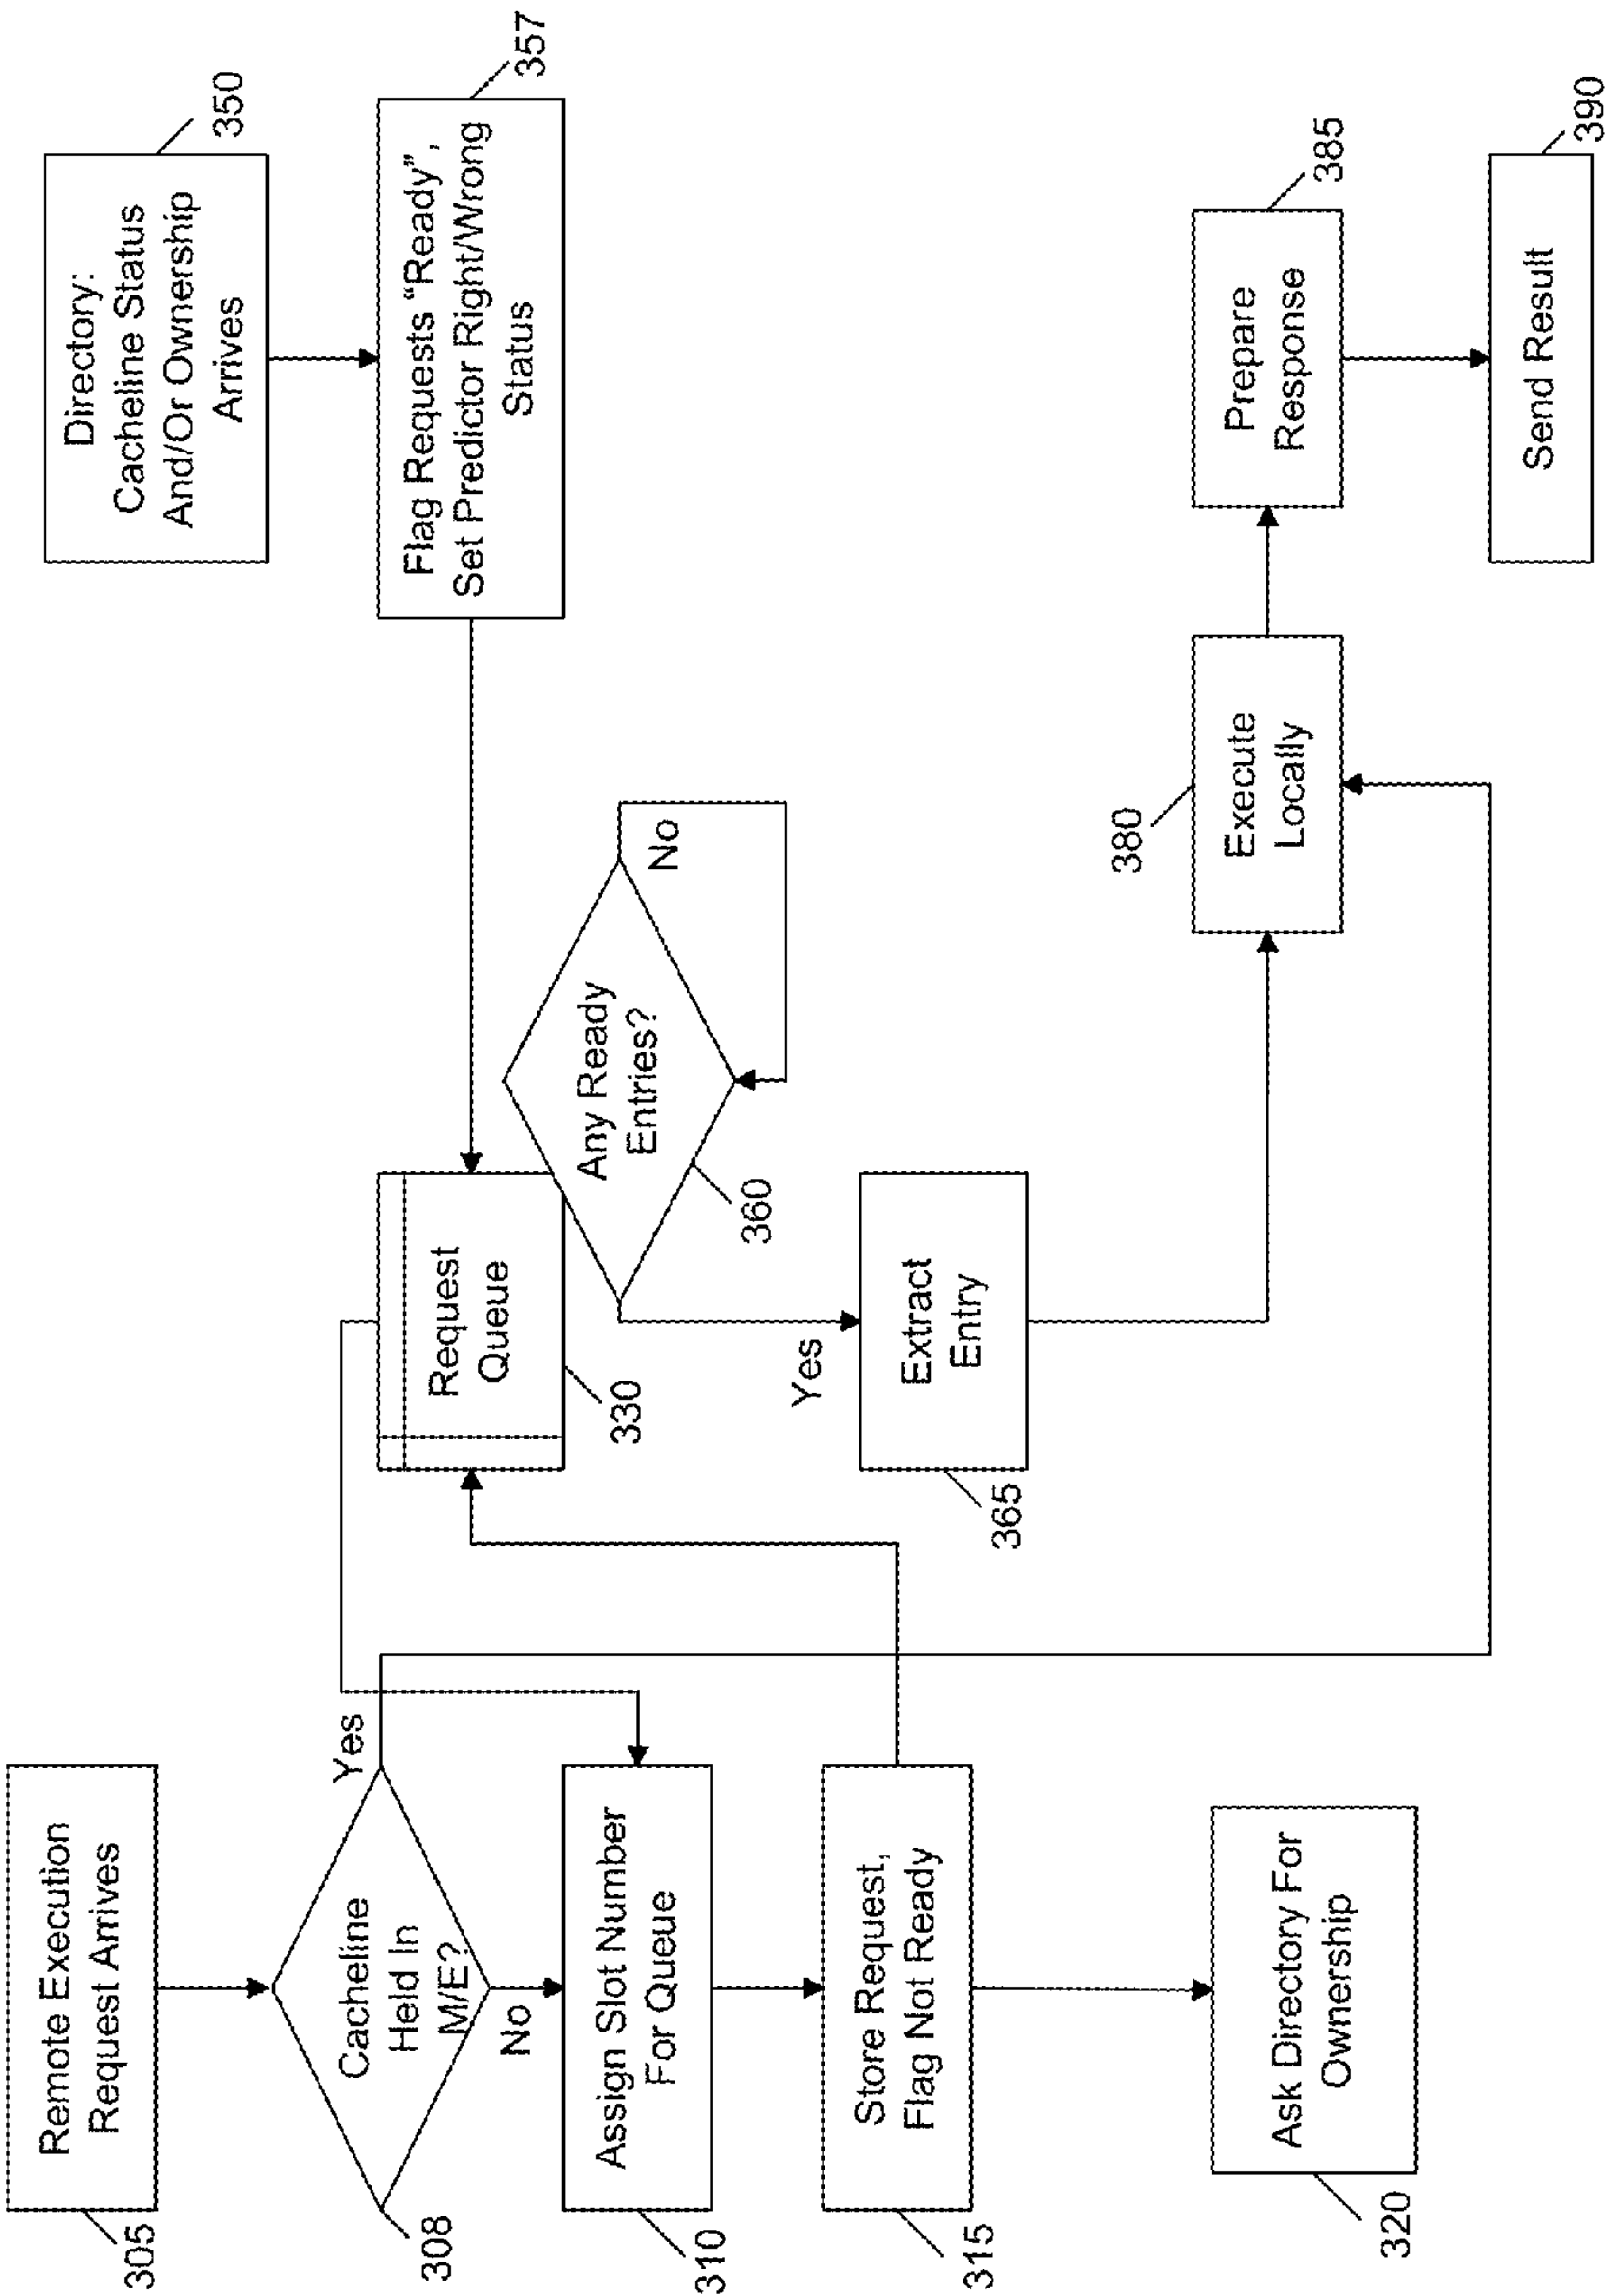 Remote Execution
Request Arrives
305
Cacheline
Held In
M/E?
308
Yes
No
Assign Slot Number
For Queue
310
Store Request,
Flag Not Ready
315
Ask Directory For
Ownership
320
Request
Queue
330
Any Ready
Entries?
360
No
Yes
Extract
Entry
365
Directory:
Cacheline Status
And/Or Ownership
Arrives
350
Flag Requests “Ready”,
Set Predictor Right/Wrong
Status
357
Execute
Locally
380
Prepare
Response
385
Send Result
390